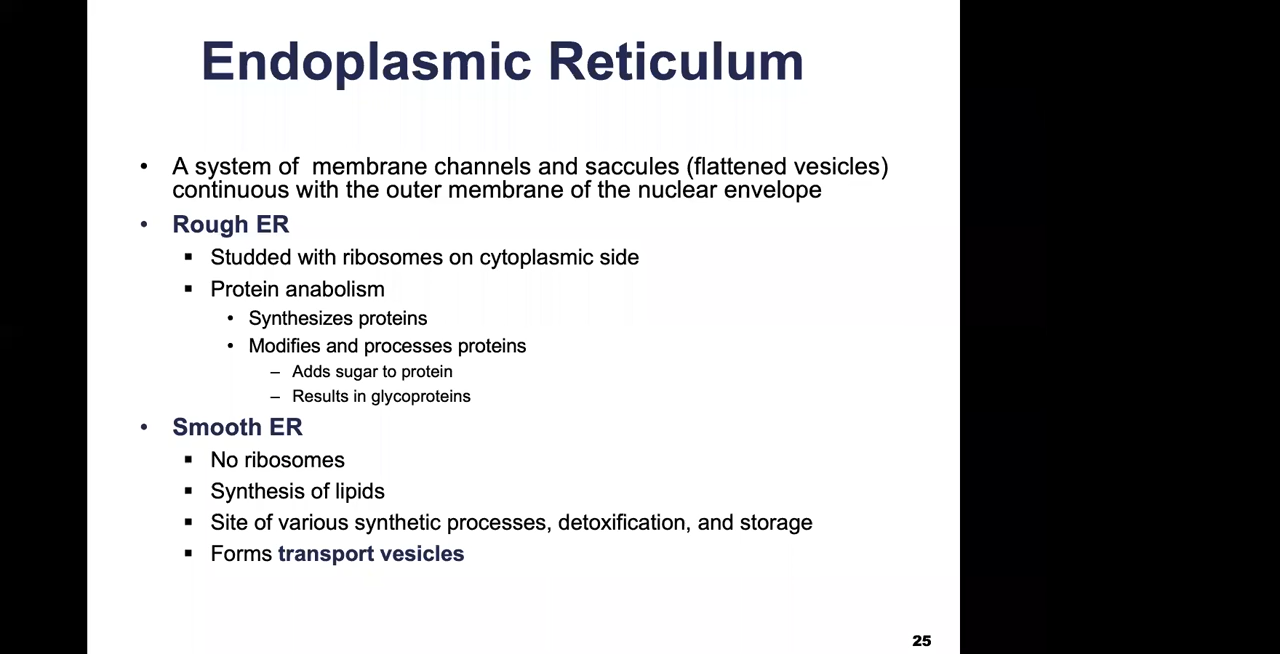 Endoplasmic Reticulum
• A system of  membrane channels and saccules (flattened vesicles)
continuous with the outer membrane of the nuclear envelope
• Rough ER
▪ Studded with ribosomes on cytoplasmic side
▪ Protein anabolism
• Synthesizes proteins
• Modifies and processes proteins
– Adds sugar to protein
– Results in glycoproteins
• Smooth ER
▪ No ribosomes
▪ Synthesis of lipids
▪ Site of various synthetic processes, detoxification, and storage
▪ Forms transport vesicles
25